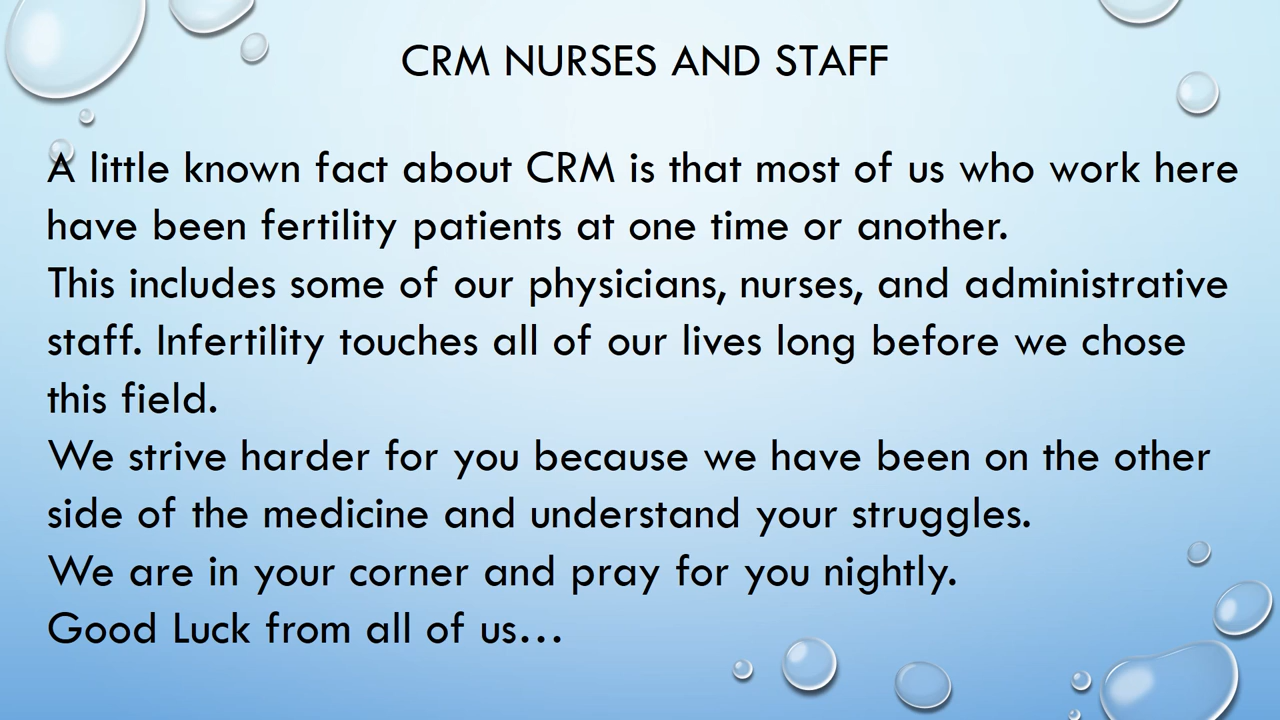 CRM NURSES AND STAFF
A little known fact about CRM is that most of us who work here
have been fertility patients at one time or another.
This includes some of our physicians, nurses, and administrative
staff. Infertility touches all of our lives long before we chose
this field.
We strive harder for you because we have been on the other
side of the medicine and understand your struggles.
We are in your corner and pray for you nightly.
Good Luck from all of us…